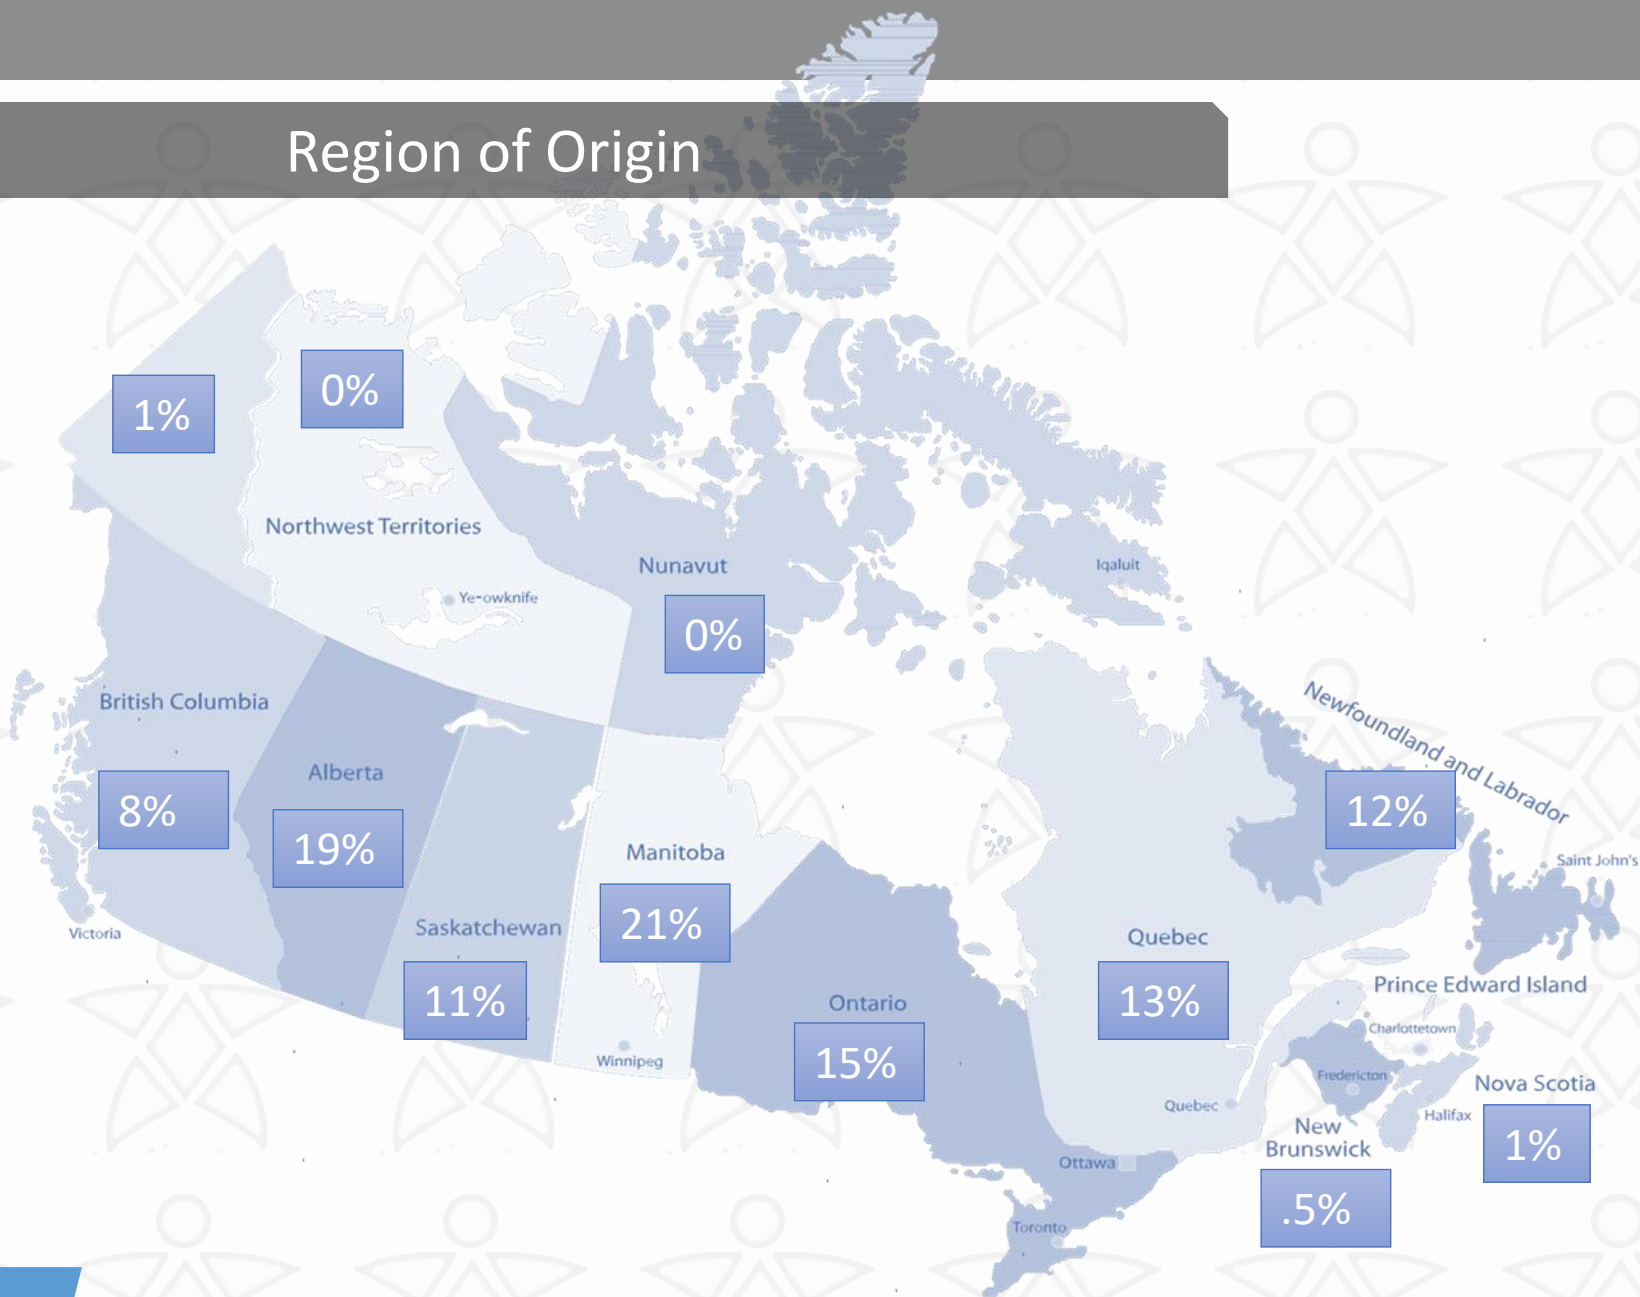 Region of Origin
0%
1%
Northwest Territories
Nunavut
Iqaluit
Ye-owknife
0%
British Columbia
Newfoundland and Labrador
Alberta
8%
12%
19%
Manitoba
Saint John's
21%
Saskatchewan
Victoria
Quebec
11%
13%
Prince Edward Island
Ontario
Charlottetown
15%
Winnipeg
Fredericton
Nova Scotia
Quebec
Halifax
New
Brunswick
1%
Ottawa
.5%
Toronto